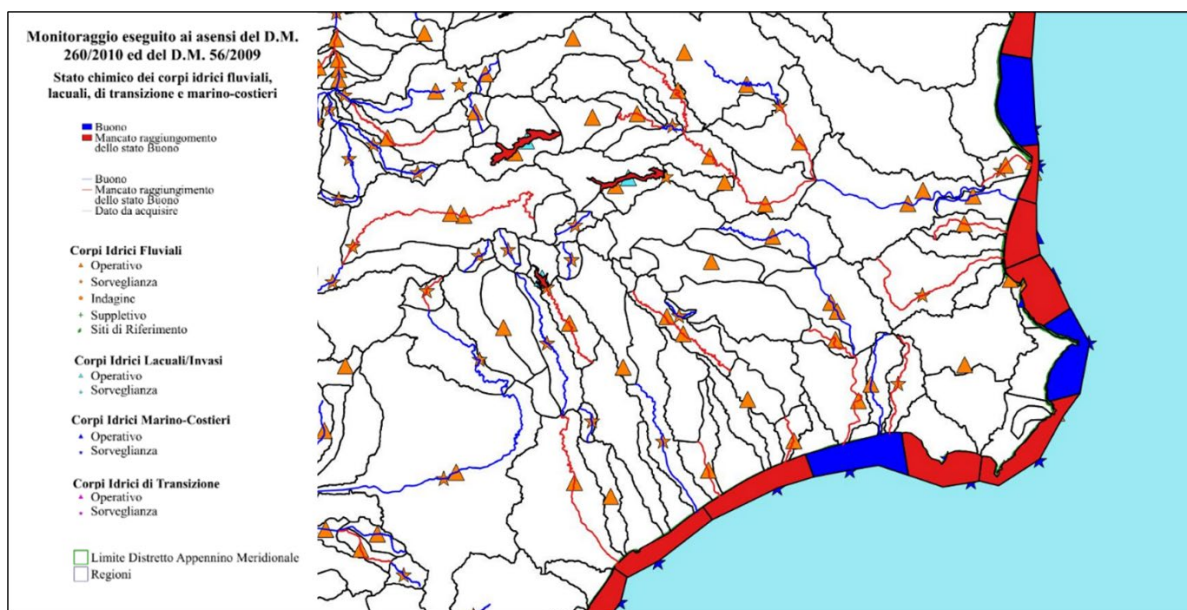 Monitoraggio eseguito ai asensi del D.M.
260/2010 ed del D.M. 56/2009
Stato chimico dei corpi idrici fluviali,
lacuali, di transizione e marino-costieri
Buono
Mancato raggiungomento
dello stato Buono
Buono
Mancato raggiungimento
dello stato Buono
Dato da acquisire
Corpi Idrici Fluviali
Operativo
Sorveglianza
Indagine
Suppletivo
Siti di Riferimento
Corpi Idrici Lacuali/Invasi
Operativo
Sorveglianza
Corpi Idrici Marino-Costieri
Operativo
Sorveglianza
Corpi Idrici di Transizione
Operativo
Sorveglianza
Limite Distretto Appennino Meridionale
Regioni